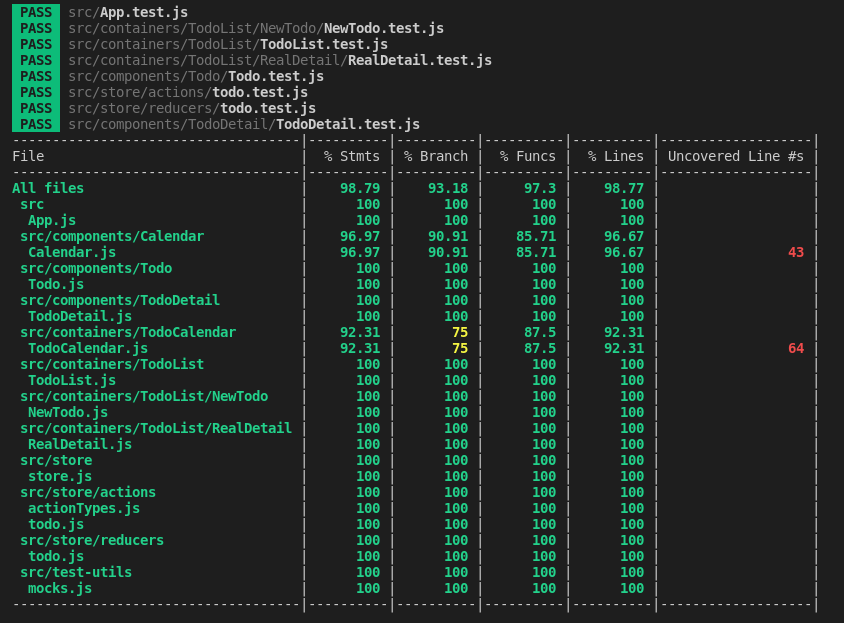 PASS src/App.test.js
PASS src/containers/TodoList/NewTodo/NewTodo.test.js
PASS src/containers/TodoList/TodoList.test.js
PASS src/containers/TodoList/RealDetail/RealDetail.test.js
PASS src/components/Todo/Todo.test.js
PASS src/store/actions/todo.test.js
PASS src/store/reducers/todo.test.js
PASS src/components/TodoDetail/TodoDetail.test.js
------------------------------------|----------|----------|----------|----------|-------------------|
File                                |  % Stmts | % Branch |  % Funcs |  % Lines | Uncovered Line #s |
------------------------------------|----------|----------|----------|----------|-------------------|
All files                           |    98.79 |    93.18 |     97.3 |    98.77 |                   |
 src                                |      100 |      100 |      100 |      100 |                   |
  App.js                            |      100 |      100 |      100 |      100 |                   |
 src/components/Calendar            |    96.97 |    90.91 |    85.71 |    96.67 |                   |
  Calendar.js                       |    96.97 |    90.91 |    85.71 |    96.67 |                43 |
 src/components/Todo                |      100 |      100 |      100 |      100 |                   |
  Todo.js                           |      100 |      100 |      100 |      100 |                   |
 src/components/TodoDetail          |      100 |      100 |      100 |      100 |                   |
  TodoDetail.js                     |      100 |      100 |      100 |      100 |                   |
 src/containers/TodoCalendar        |    92.31 |       75 |     87.5 |    92.31 |                   |
  TodoCalendar.js                   |    92.31 |       75 |     87.5 |    92.31 |                64 |
 src/containers/TodoList            |      100 |      100 |      100 |      100 |                   |
  TodoList.js                       |      100 |      100 |      100 |      100 |                   |
 src/containers/TodoList/NewTodo    |      100 |      100 |      100 |      100 |                   |
  NewTodo.js                        |      100 |      100 |      100 |      100 |                   |
 src/containers/TodoList/RealDetail |      100 |      100 |      100 |      100 |                   |
  RealDetail.js                     |      100 |      100 |      100 |      100 |                   |
 src/store                          |      100 |      100 |      100 |      100 |                   |
  store.js                          |      100 |      100 |      100 |      100 |                   |
 src/store/actions                  |      100 |      100 |      100 |      100 |                   |
  actionTypes.js                    |      100 |      100 |      100 |      100 |                   |
  todo.js                           |      100 |      100 |      100 |      100 |                   |
 src/store/reducers                 |      100 |      100 |      100 |      100 |                   |
  todo.js                           |      100 |      100 |      100 |      100 |                   |
 src/test-utils                     |      100 |      100 |      100 |      100 |                   |
  mocks.js                          |      100 |      100 |      100 |      100 |                   |
------------------------------------|----------|----------|----------|----------|-------------------|